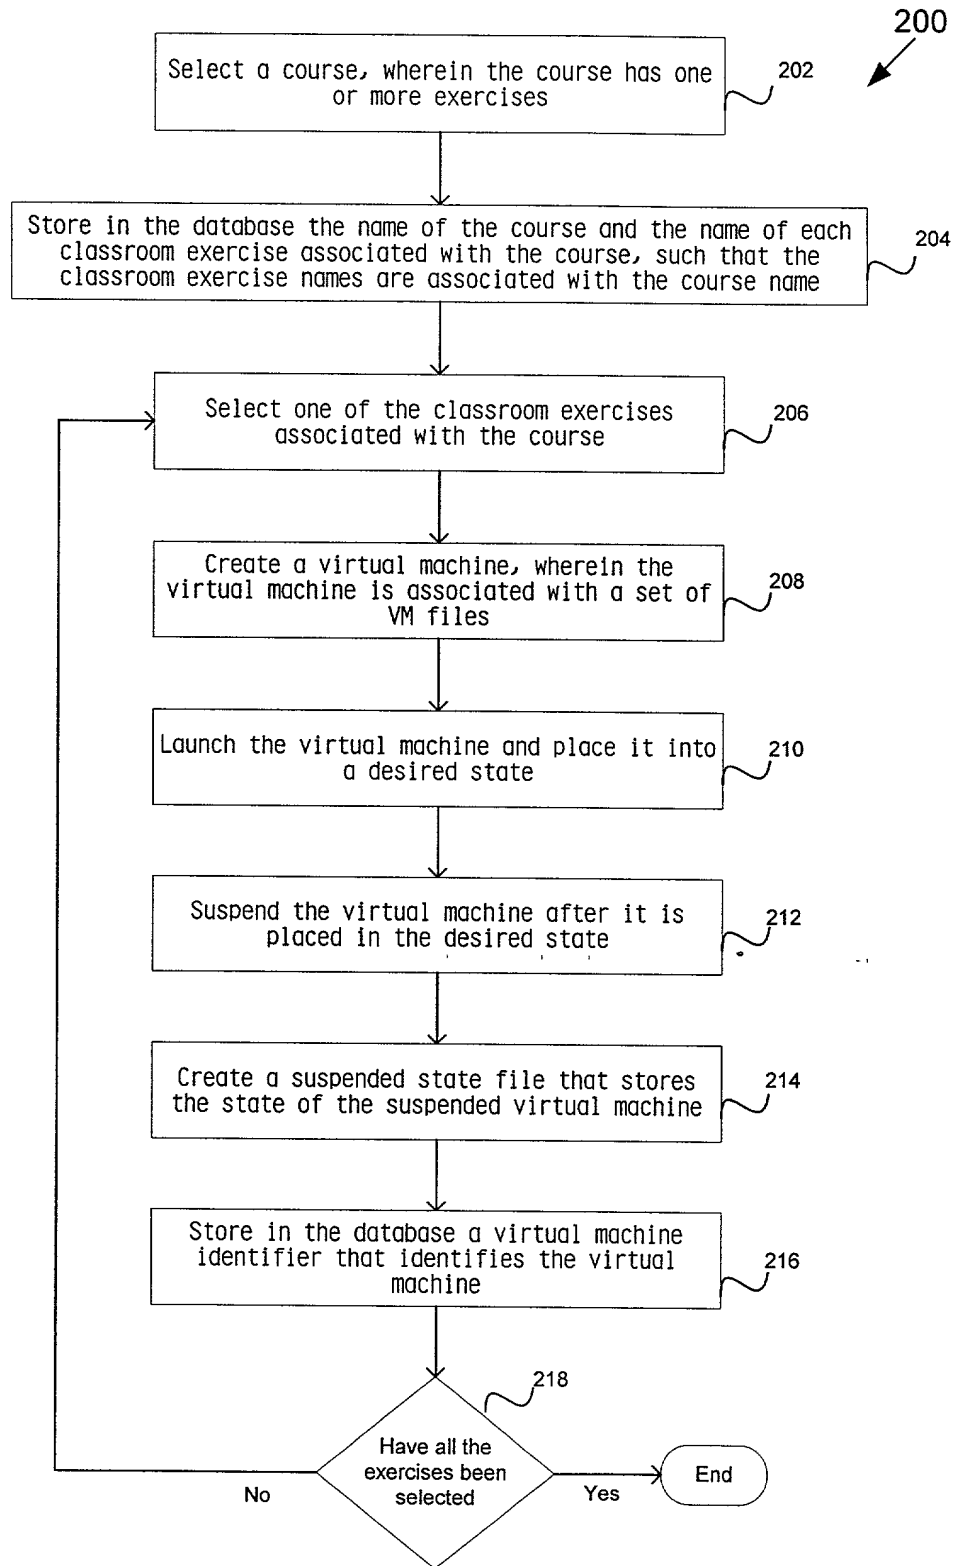 200
Select a course, wherein the course has one
or more exercises
202
Store in the database the name of the course and the name of each
classroom exercise associated with the course, such that the
classroom exercise names are associated with the course name
204
Select one of the classroom exercises
associated with the course
206
Create a virtual machine, wherein the
virtual machine is associated with a set of
VM files
208
Launch the virtual machine and place it into
a desired state
210
Suspend the virtual machine after it is
placed in the desired state
212
Create a suspended state file that stores
the state of the suspended virtual machine
214
Store in the database a virtual machine
identifier that identifies the virtual
machine
216
218
Have all the
exercises been
selected
No
Yes
End